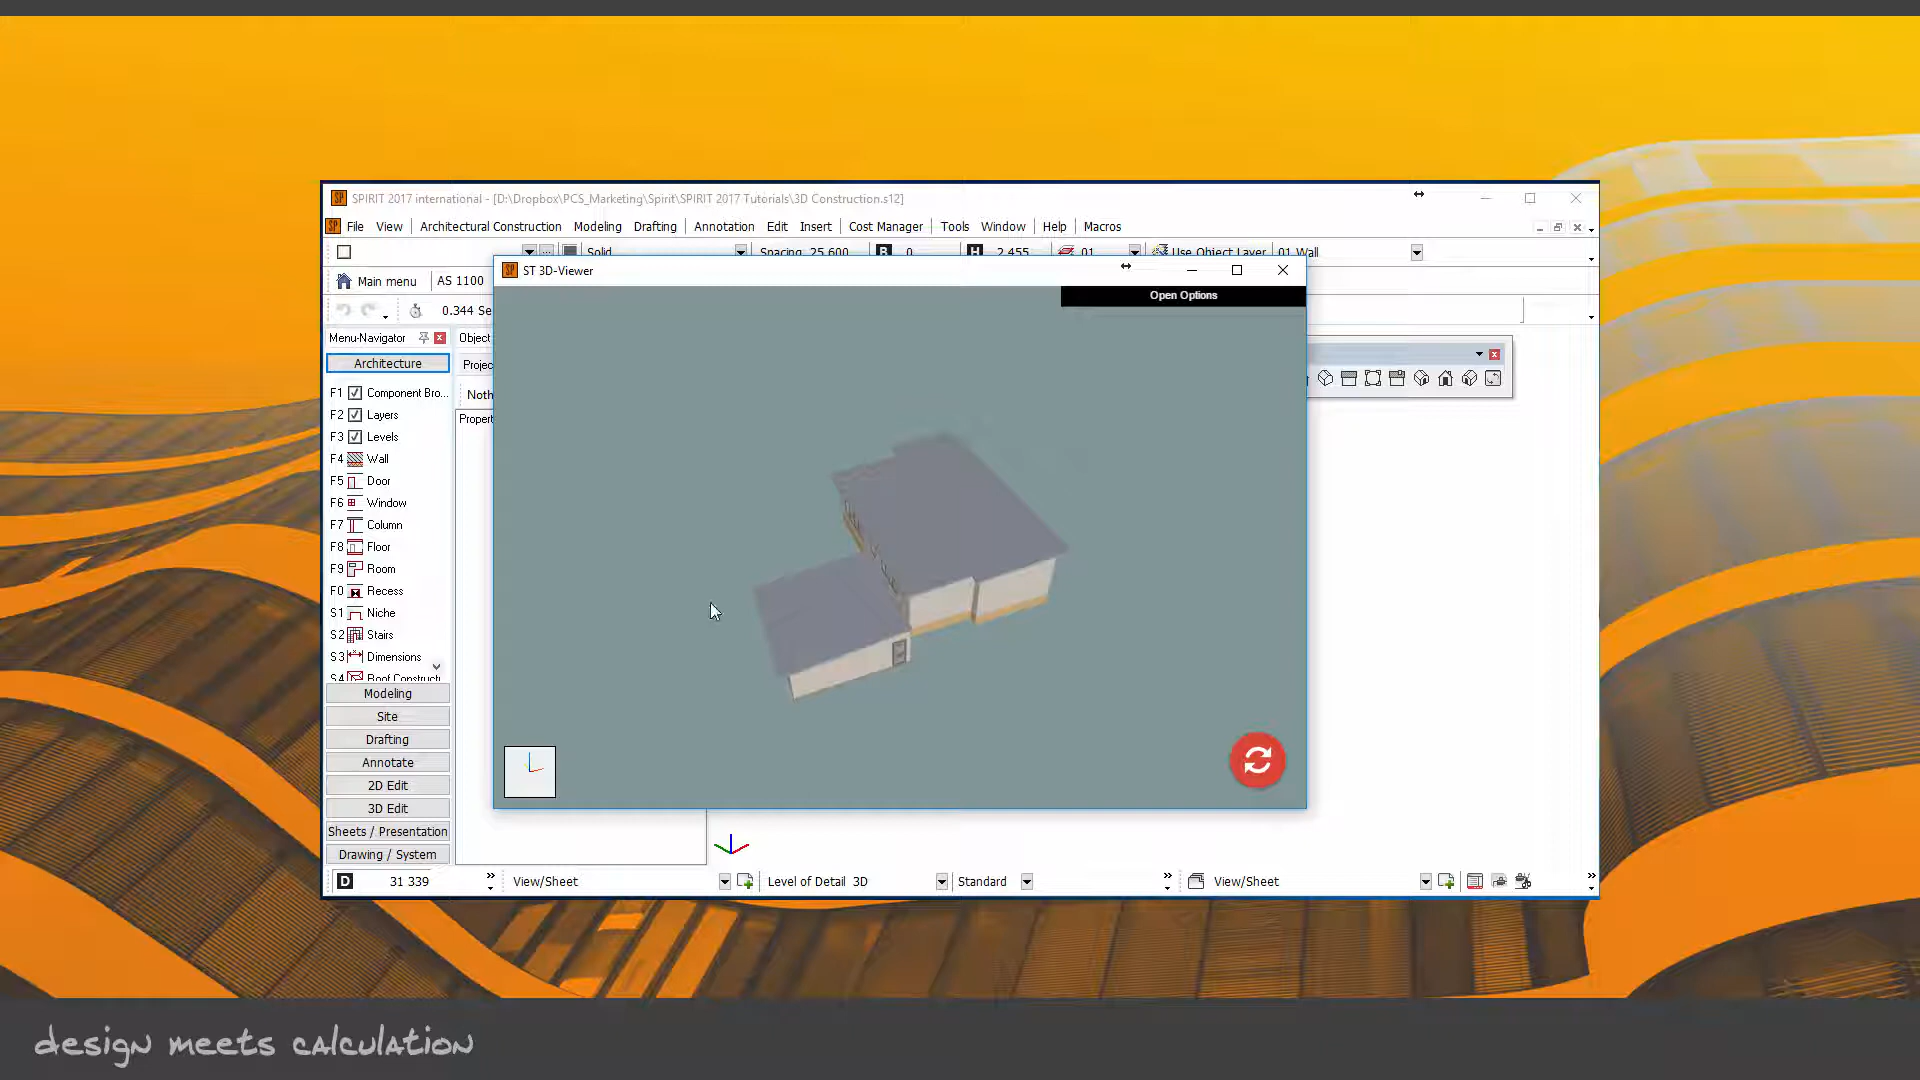 SPIRIT 2017 international - [D:\Dropbox\PCS_Marketing\Spirit\SPIRIT 2017 Tutorials\3D Construction.s12]
File View Architectural Construction Modeling Drafting Annotation Edit Insert Cost Manager Tools Window Help Macros
Solid Spacing 25.600 B 0 H 2.455 01 Use Object Layer 01 Wall
ST 3D-Viewer
Main menu AS 1100
Open Options
0.344 Se
Menu-Navigator Object
Architecture Projec
F1 Component Bro... Noth
F2 Layers Propert
F3 Levels
F4 Wall
F5 Door
F6 Window
F7 Column
F8 Floor
F9 Room
F0 Recess
S1 Niche
S2 Stairs
S3 Dimensions
S4 Roof Constructi
Modeling
Site
Drafting
Annotate
2D Edit
3D Edit
Sheets / Presentation
Drawing / System
D 31 339 View/Sheet Level of Detail 3D Standard View/Sheet
design meets calculation